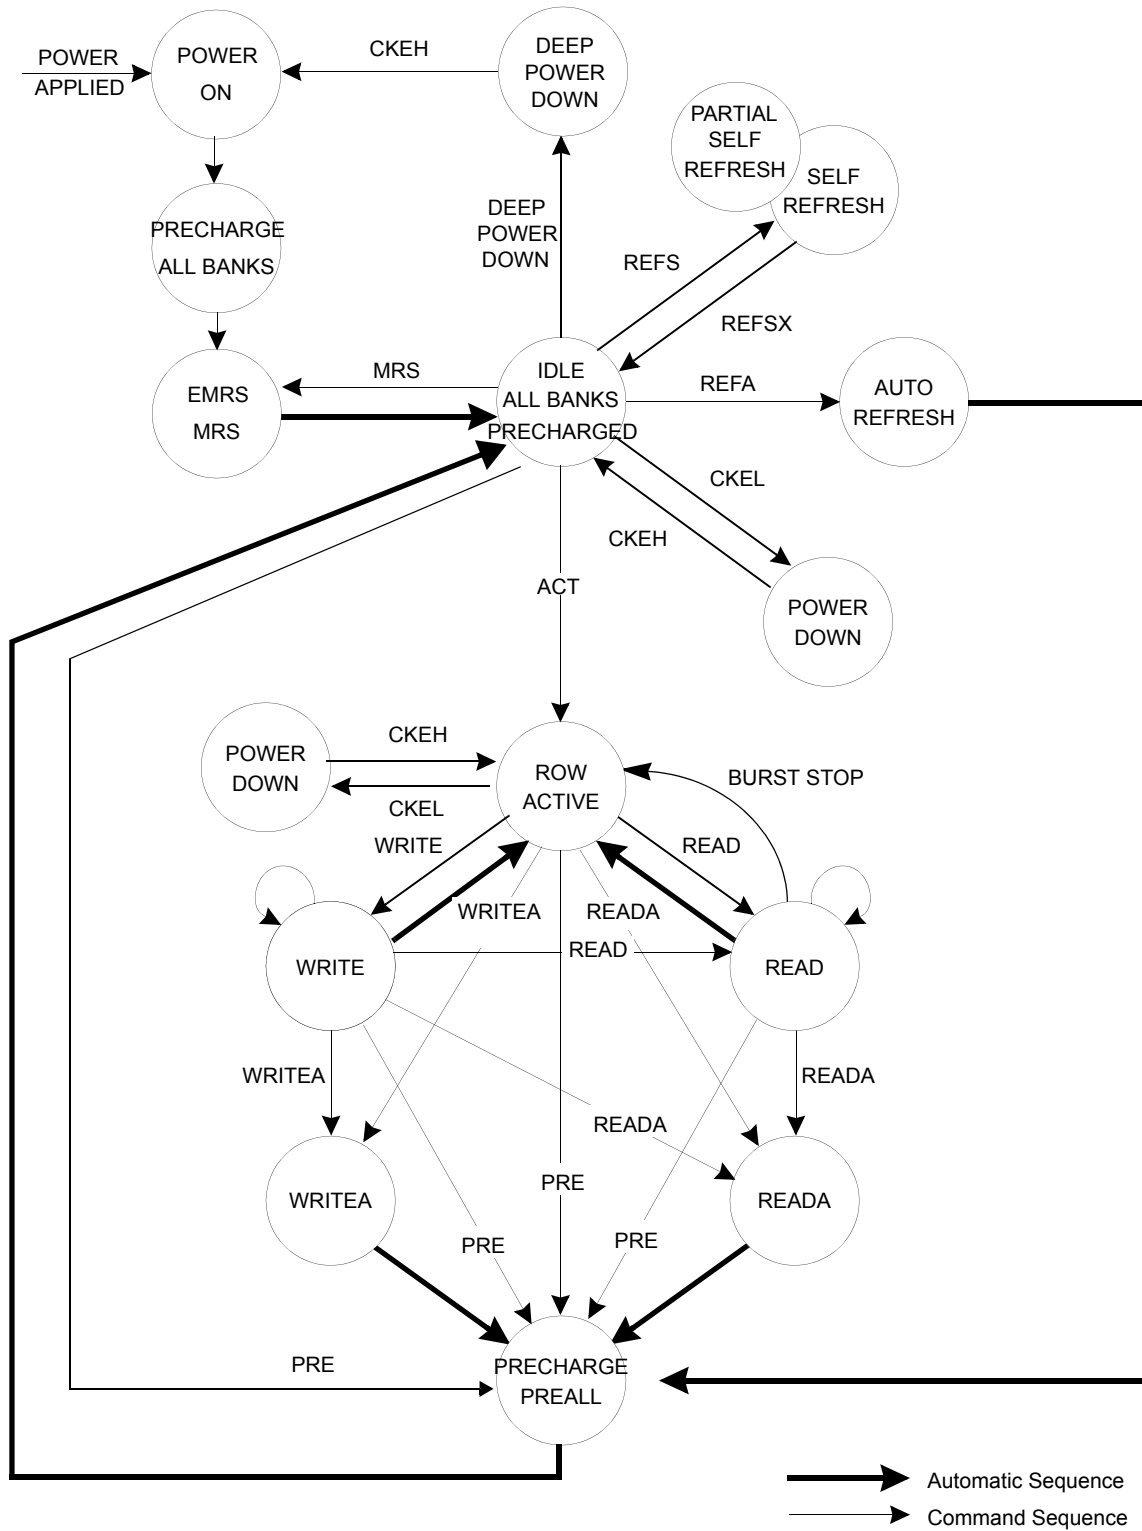 POWER
APPLIED
POWER
ON
CKEH
DEEP
POWER
DOWN
PARTIAL
SELF
REFRESH
SELF
REFRESH
PRECHARGE
ALL BANKS
DEEP
POWER
DOWN
REFS
REFSX
EMRS
MRS
MRS
IDLE
ALL BANKS
PRECHARGED
REFA
AUTO
REFRESH
CKEL
CKEH
ACT
POWER
DOWN
POWER
DOWN
CKEH
CKEL
ROW
ACTIVE
BURST STOP
WRITE
READ
WRITEA
READA
WRITE
READ
READ
WRITEA
READA
READA
WRITEA
PRE
READA
PRE
PRE
PRE
PRECHARGE
PREALL
Automatic Sequence
Command Sequence